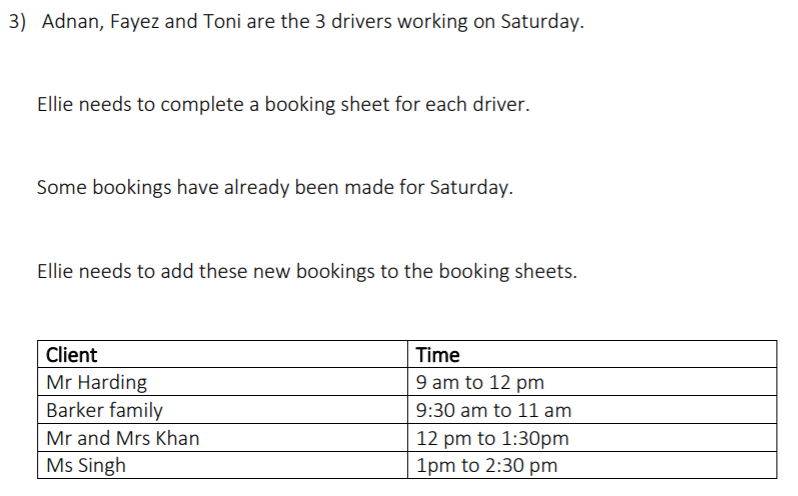 3) Adnan, Fayez and Toni are the 3 drivers working on Saturday.
Ellie needs to complete a booking sheet for each driver.
Some bookings have already been made for Saturday.
Ellie needs to add these new bookings to the booking sheets.
Client Time
Mr Harding 9 am to 12 pm
Barker family 9:30 am to 11 am
Mr and Mrs Khan 12 pm to 1:30pm
Ms Singh 1pm to 2:30 pm